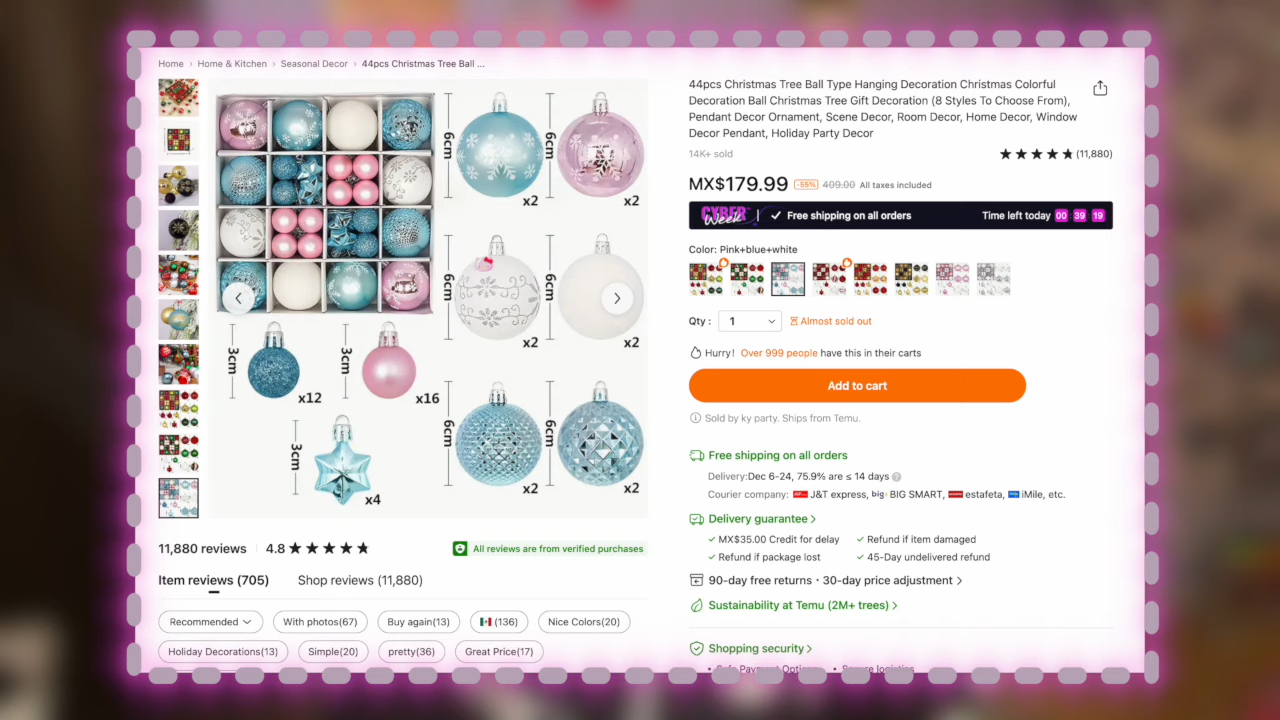 Home › Home & Kitchen › Seasonal Decor › 44pcs Christmas Tree Ball ...
6cm
6cm
x2
x2
6cm
6cm
x2
x2
3cm
x12
3cm
x16
3cm
x4
6cm
6cm
x2
x2
11,880 reviews
4.8
All reviews are from verified purchases
Item reviews (705)
Shop reviews (11,880)
Recommended
With photos(67)
Buy again(13)
(136)
Nice Colors(20)
Holiday Decorations(13)
Simple(20)
pretty(36)
Great Price(17)
44pcs Christmas Tree Ball Type Hanging Decoration Christmas Colorful
Decoration Ball Christmas Tree Gift Decoration (8 Styles To Choose From),
Pendant Decor Ornament, Scene Decor, Room Decor, Home Decor, Window
Decor Pendant, Holiday Party Decor
14K+ sold
(11,880)
MX$179.99 -55% 409.00 All taxes included
CYBER Week
Free shipping on all orders
Time left today 00 : 39 : 19
Color: Pink+blue+white
Qty : 1
Almost sold out
Hurry! Over 999 people have this in their carts
Add to cart
Sold by ky party. Ships from Temu.
Free shipping on all orders
Delivery:Dec 6-24, 75.9% are ≤ 14 days
Courier company: J&T express, big· BIG SMART, estafeta, iMile, etc.
Delivery guarantee
MX$35.00 Credit for delay
Refund if item damaged
Refund if package lost
45-Day undelivered refund
90-day free returns · 30-day price adjustment
Sustainability at Temu (2M+ trees)
Shopping security
• Safe Payment Options
• Secure logistics